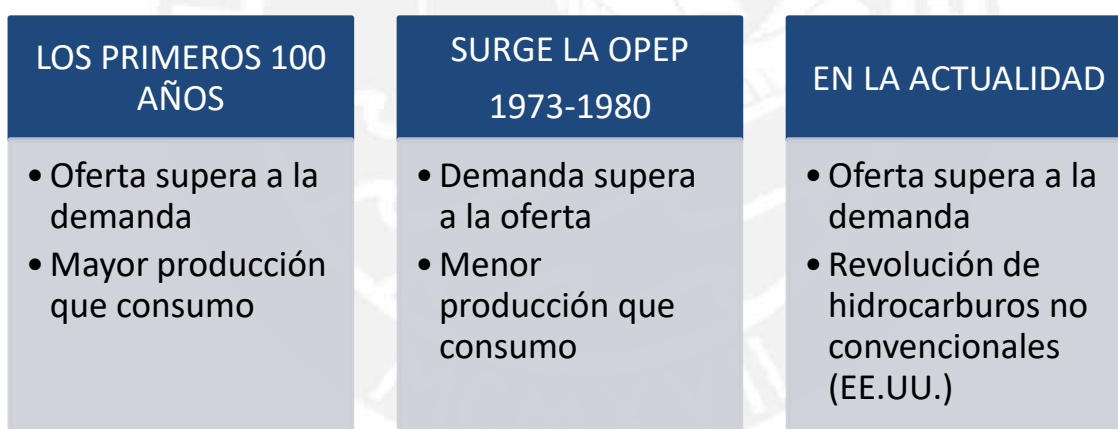 LOS PRIMEROS 100
AÑOS
• Oferta supera a la
demanda
• Mayor producción
que consumo
SURGE LA OPEP
1973-1980
• Demanda supera
a la oferta
• Menor
producción que
consumo
EN LA ACTUALIDAD
• Oferta supera a la
demanda
• Revolución de
hidrocarburos no
convencionales
(EE.UU.)